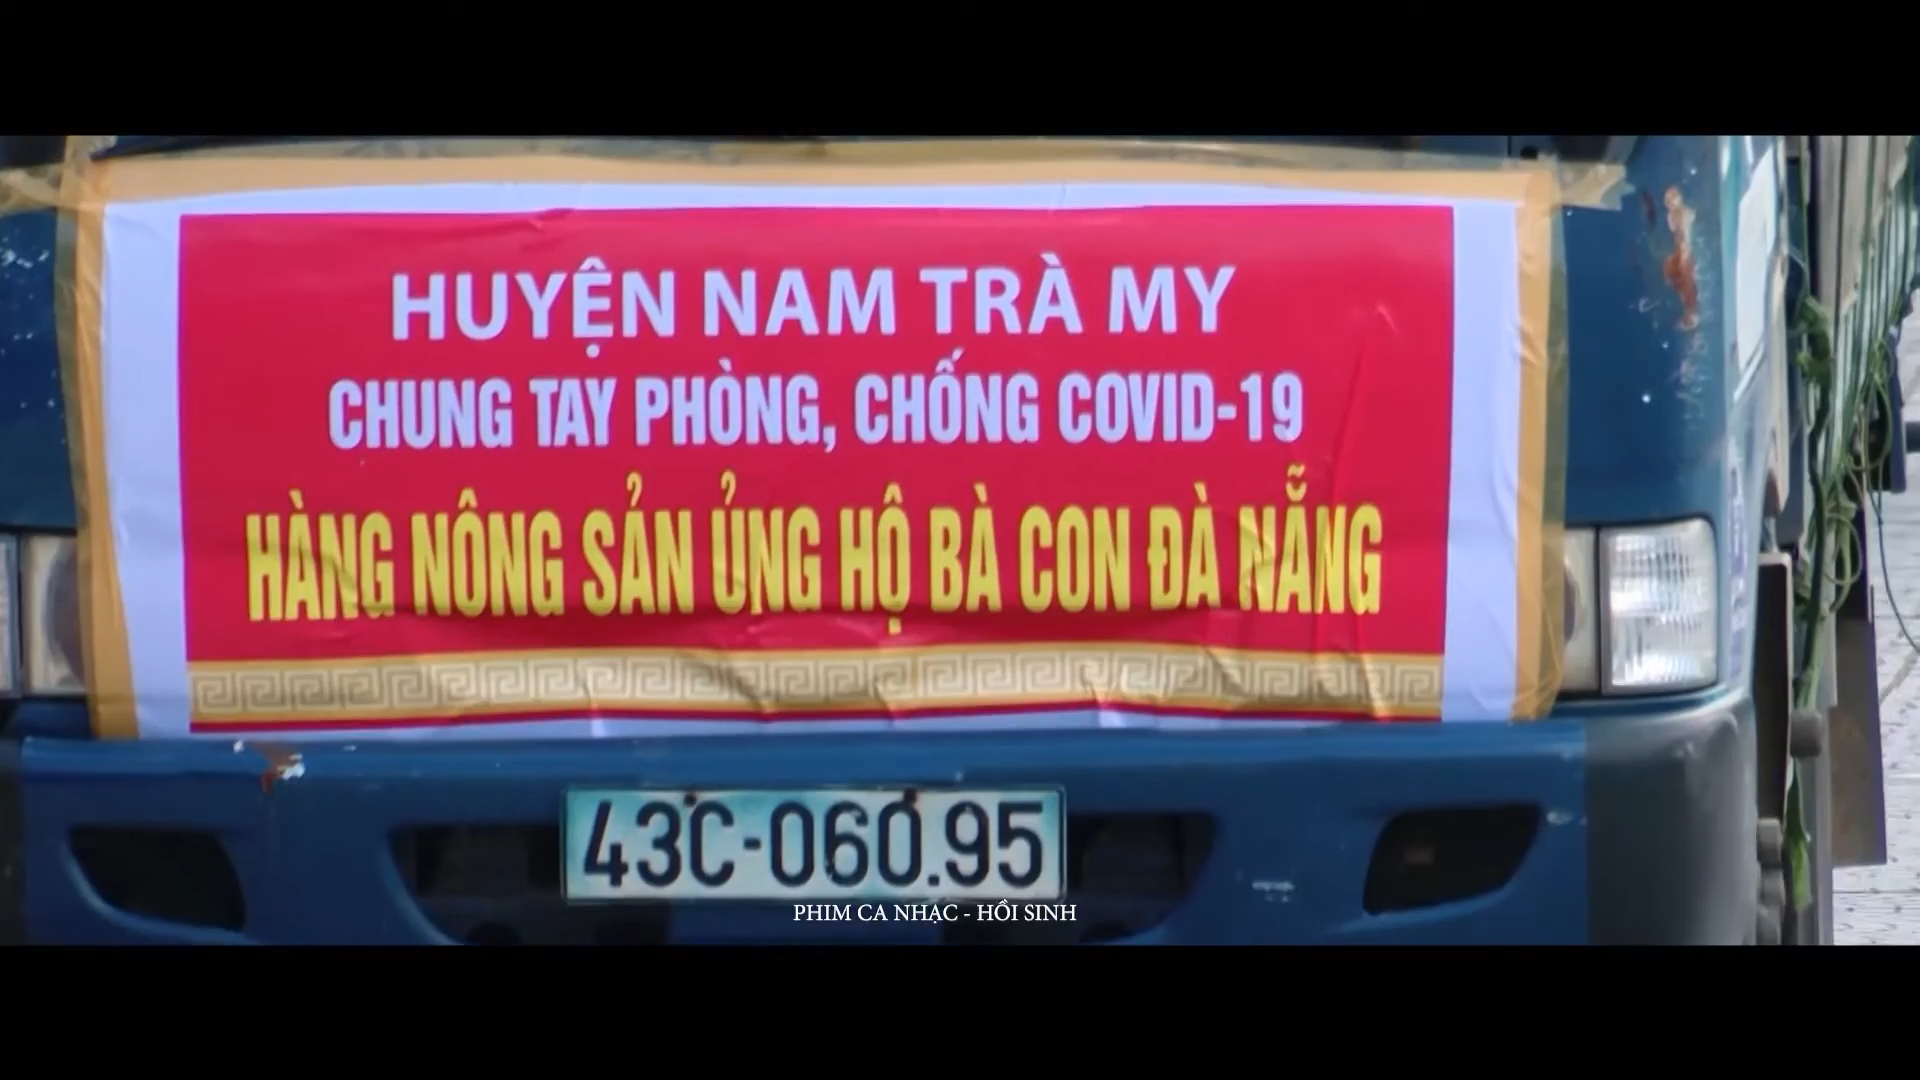 HUYỆN NAM TRÀ MY
CHUNG TAY PHÒNG, CHỐNG COVID-19
HÀNG NÔNG SẢN ỦNG HỘ BÀ CON ĐÀ NẴNG
43C-060.95
PHIM CA NHẠC - HỒI SINH